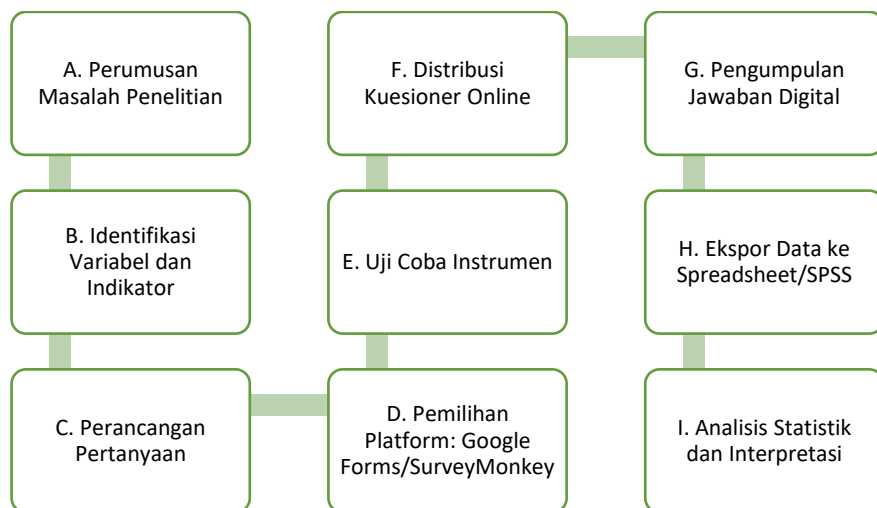 A. Perumusan
Masalah Penelitian
B. Identifikasi
Variabel dan
Indikator
C. Perancangan
Pertanyaan
D. Pemilihan
Platform: Google
Forms/SurveyMonkey
E. Uji Coba Instrumen
F. Distribusi
Kuesioner Online
G. Pengumpulan
Jawaban Digital
H. Ekspor Data ke
Spreadsheet/SPSS
I. Analisis Statistik
dan Interpretasi